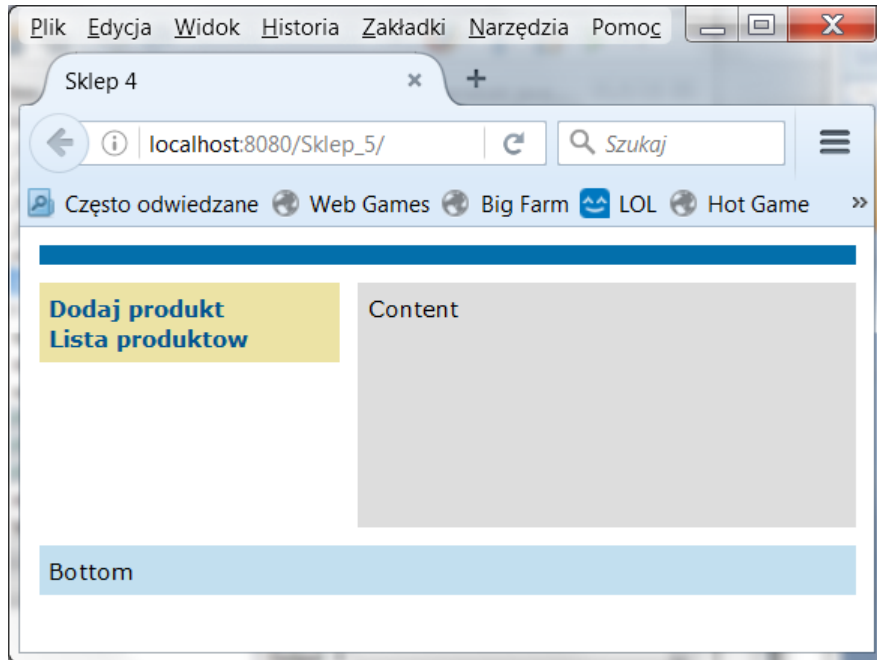 Plik Edycja Widok Historia Zakładki Narzędzia Pomoc
Sklep 4
localhost:8080/Sklep_5/ Szukaj
Często odwiedzane Web Games Big Farm LOL Hot Game
Dodaj produkt
Lista produktow
Content
Bottom